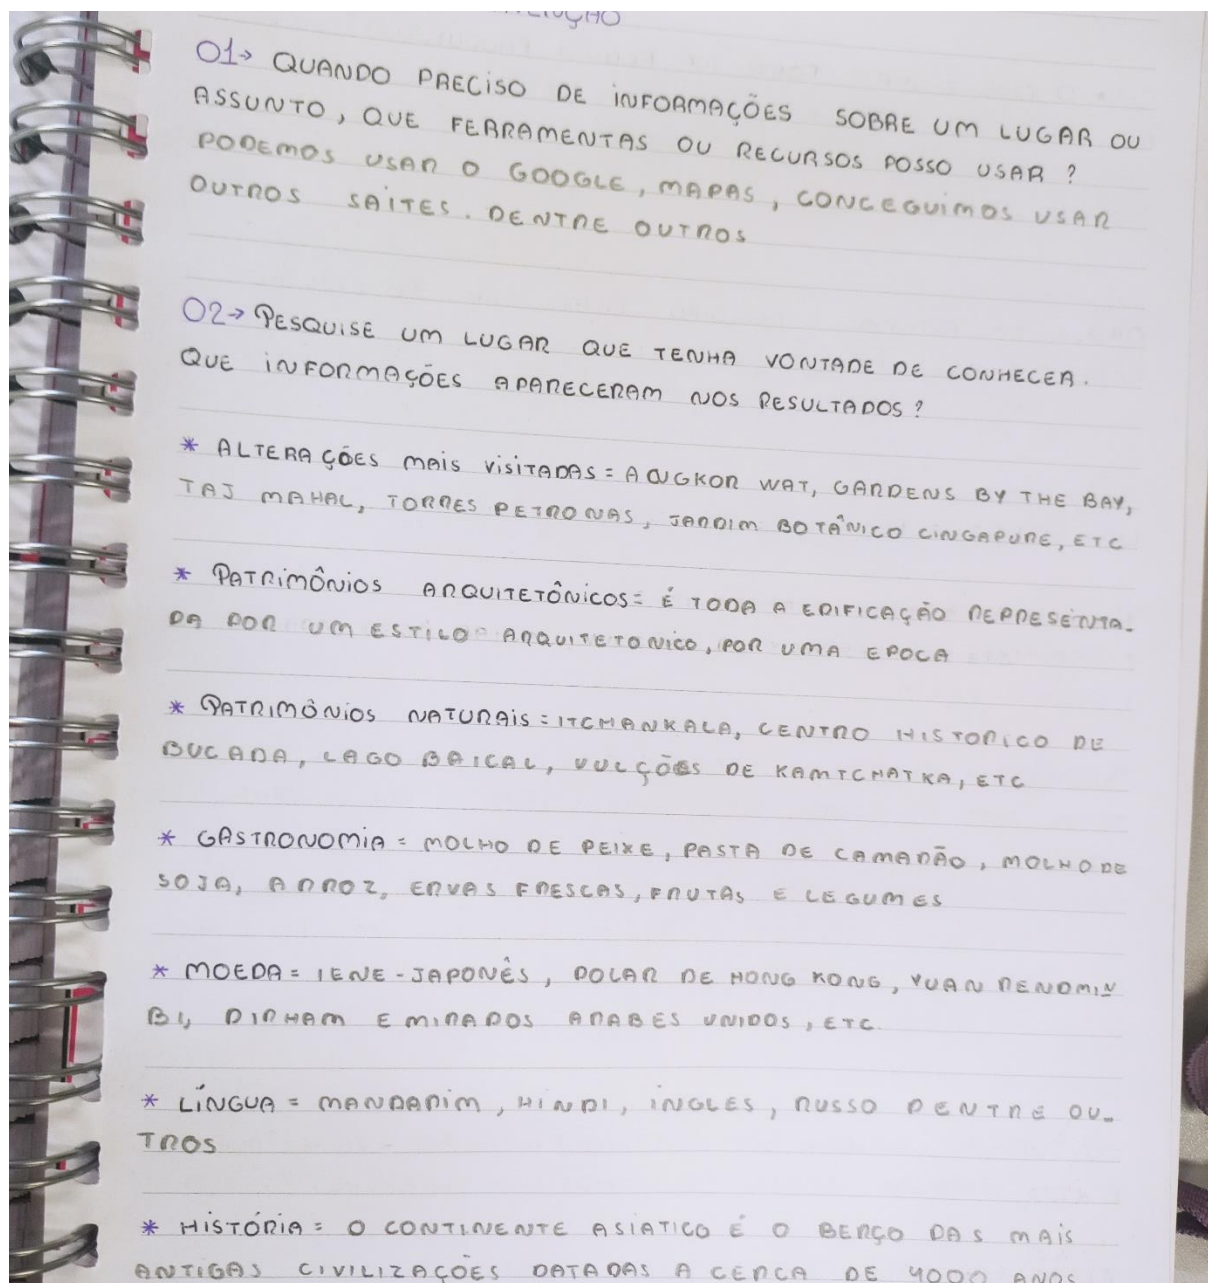 01→ QUANDO PRECISO DE INFORMAÇÕES SOBRE UM LUGAR OU
ASSUNTO, QUE FERRAMENTAS OU RECURSOS POSSO USAR?
PODEMOS USAR O GOOGLE, MAPAS, CONCEGUIMOS USAR
OUTROS SAITES. DENTRE OUTROS
02→ PESQUISE UM LUGAR QUE TENHA VONTADE DE CONHECER.
QUE INFORMAÇÕES APARECERAM NOS RESULTADOS?
* ALTERAÇÕES MAIS VISITADAS = ANGKOR WAT, GARDENS BY THE BAY,
TAJ MAHAL, TORRES PETRONAS, JARDIM BOTÂNICO CINGAPURE, ETC
* PATRIMÔNIOS ARQUITETÔNICOS = É TODA A EDIFICAÇÃO REPRESENTA-
DA POR UM ESTILO ARQUITETONICO, POR UMA EPOCA
* PATRIMÔNIOS NATURAIS = ITCHANKALA, CENTRO HISTORICO DE
BUCARA, LAGO BAICAL, VULÇÕES DE KAMTCHATKA, ETC
* GASTRONOMIA = MOLHO DE PEIXE, PASTA DE CAMARÃO, MOLHO DE
SOJA, ARROZ, ERVAS FRESCAS, FRUTAS E LEGUMES
* MOEDA = IENE-JAPONÊS, DOLAR DE HONG KONG, YUAN RENOMIN
BI, DIRHAM EMIRADOS ARABES UNIDOS, ETC.
* LÍNGUA = MANDARIM, HINDI, INGLES, RUSSO DENTRE OU-
TROS
* HISTÓRIA = O CONTINENTE ASIATICO É O BERÇO DAS MAIS
ANTIGAS CIVILIZAÇÕES DATADAS A CERCA DE 4000 ANOS